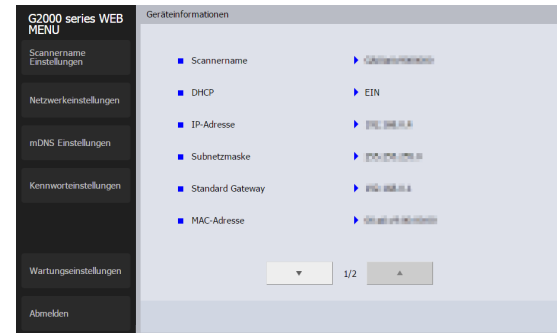 G2000 series WEB
MENU
Scannername
Einstellungen
Netzwerkeinstellungen
mDNS Einstellungen
Kennworteinstellungen
Wartungseinstellungen
Abmelden
Geräteinformationen
Scannername
DHCP EIN
IP-Adresse
Subnetzmaske
Standard Gateway
MAC-Adresse
▼ 1/2 ▲